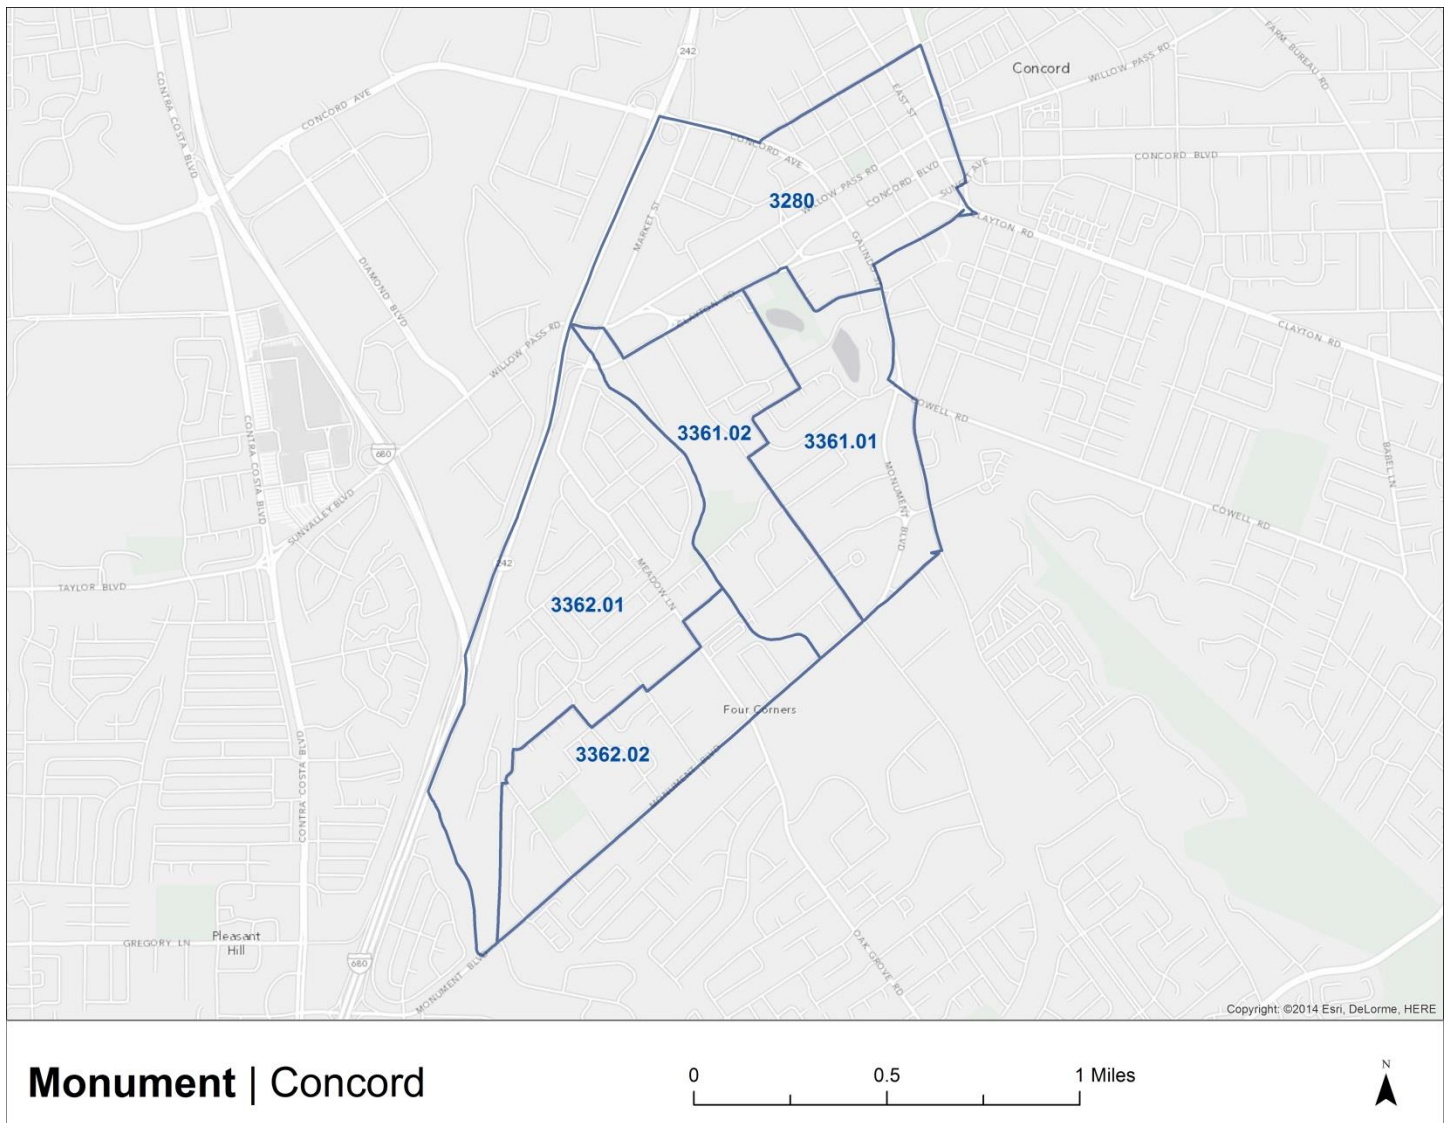 242
FARM BUREAU RD
Concord
WILLOW PASS RD
CONTRA COSTA BLVD
CONCORD AVE
EAST ST
CONCORD AVE
CONCORD BLVD
WILLOW PASS RD
CONCORD BLVD
3280
MARKET ST
CLAYTON RD
GALINDO ST
DIAMOND BLVD
CLAYTON RD
CLAYTON RD
WILLOW PASS RD
COWELL RD
3361.02
3361.01
CONTRA COSTA BLVD
680
BABEL LN
MONUMENT BLVD
SUNVALLEY BLVD
COWELL RD
242
TAYLOR BLVD
MEADOW LN
3362.01
Four Corners
3362.02
MONUMENT BLVD
CONTRA COSTA BLVD
Pleasant
Hill
GREGORY LN
680
OAK GROVE RD
MONUMENT BLVD
Copyright: ©2014 Esri, DeLorme, HERE
Monument | Concord
0 0.5 1 Miles
N